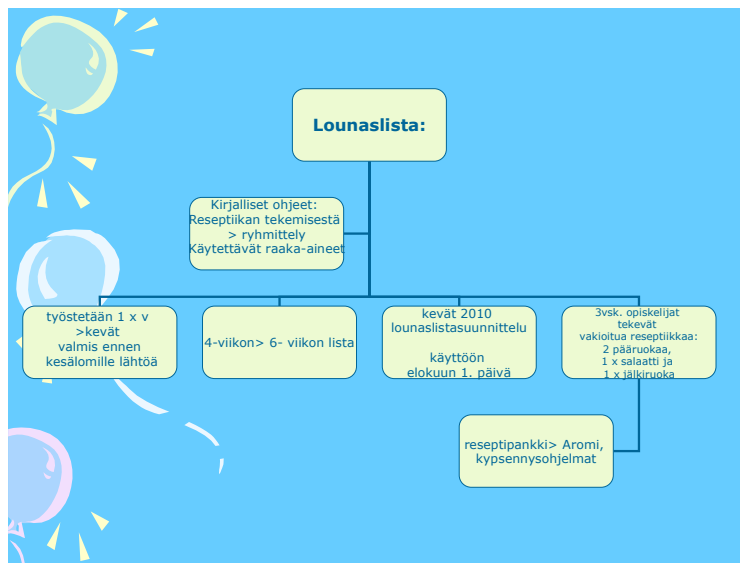 Lounaslista:
Kirjalliset ohjeet:
Reseptiikan tekemisestä
> ryhmittely
Käytettävät raaka-aineet
työstetään 1 x v
>kevät
valmis ennen
kesälomille lähtöä
4-viikon> 6- viikon lista
kevät 2010
lounaslistasuunnittelu
käyttöön
elokuun 1. päivä
3vsk. opiskelijat
tekevät
vakioitua reseptiikkaa:
2 pääruokaa,
1 x salaatti ja
1 x jälkiruoka
reseptipankki> Aromi,
kypsennysohjelmat